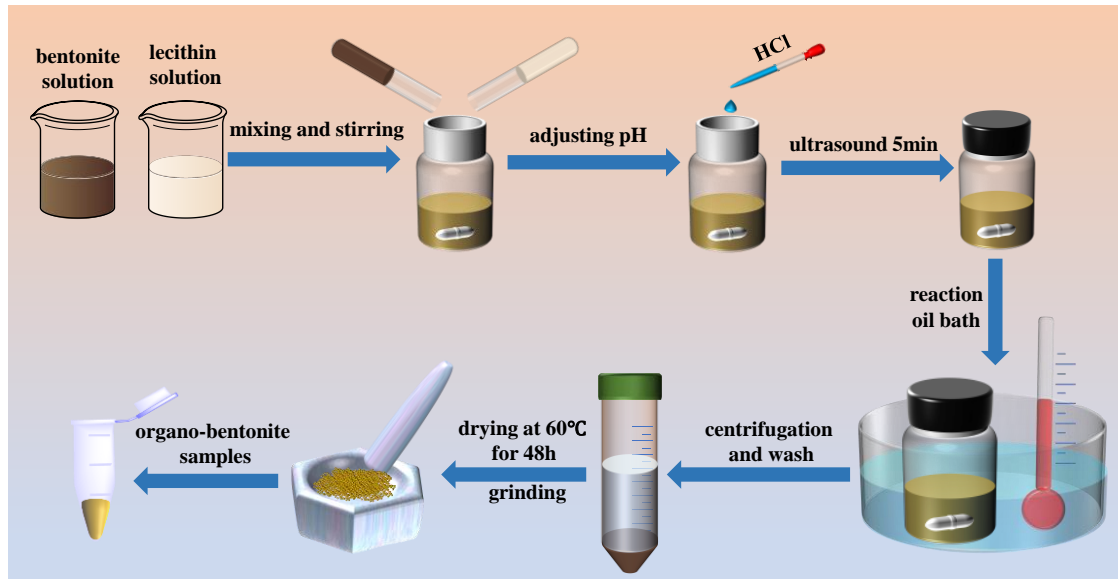 bentonite
solution
lecithin
solution
mixing and stirring
adjusting pH
HCl
ultrasound 5min
reaction
oil bath
centrifugation
and wash
drying at 60℃
for 48h
grinding
organo-bentonite
samples